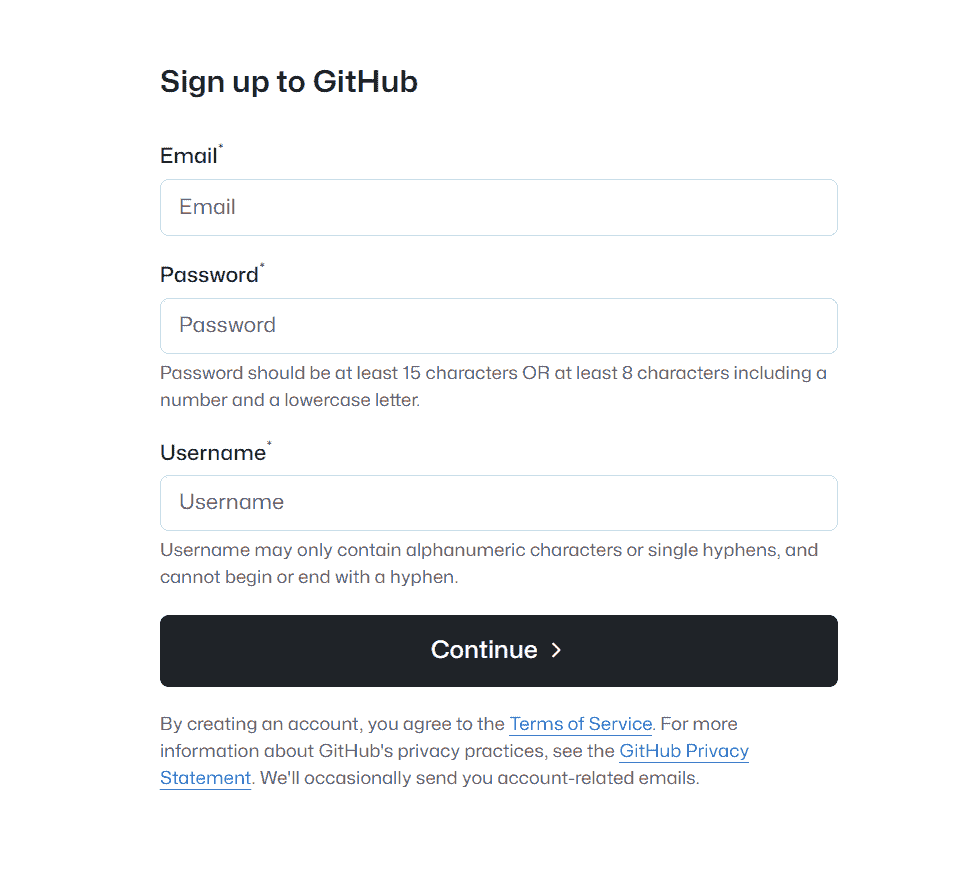 Sign up to GitHub
Email*
Email
Password*
Password
Password should be at least 15 characters OR at least 8 characters including a
number and a lowercase letter.
Username*
Username
Username may only contain alphanumeric characters or single hyphens, and
cannot begin or end with a hyphen.
Continue >
By creating an account, you agree to the Terms of Service. For more
information about GitHub's privacy practices, see the GitHub Privacy
Statement. We'll occasionally send you account-related emails.